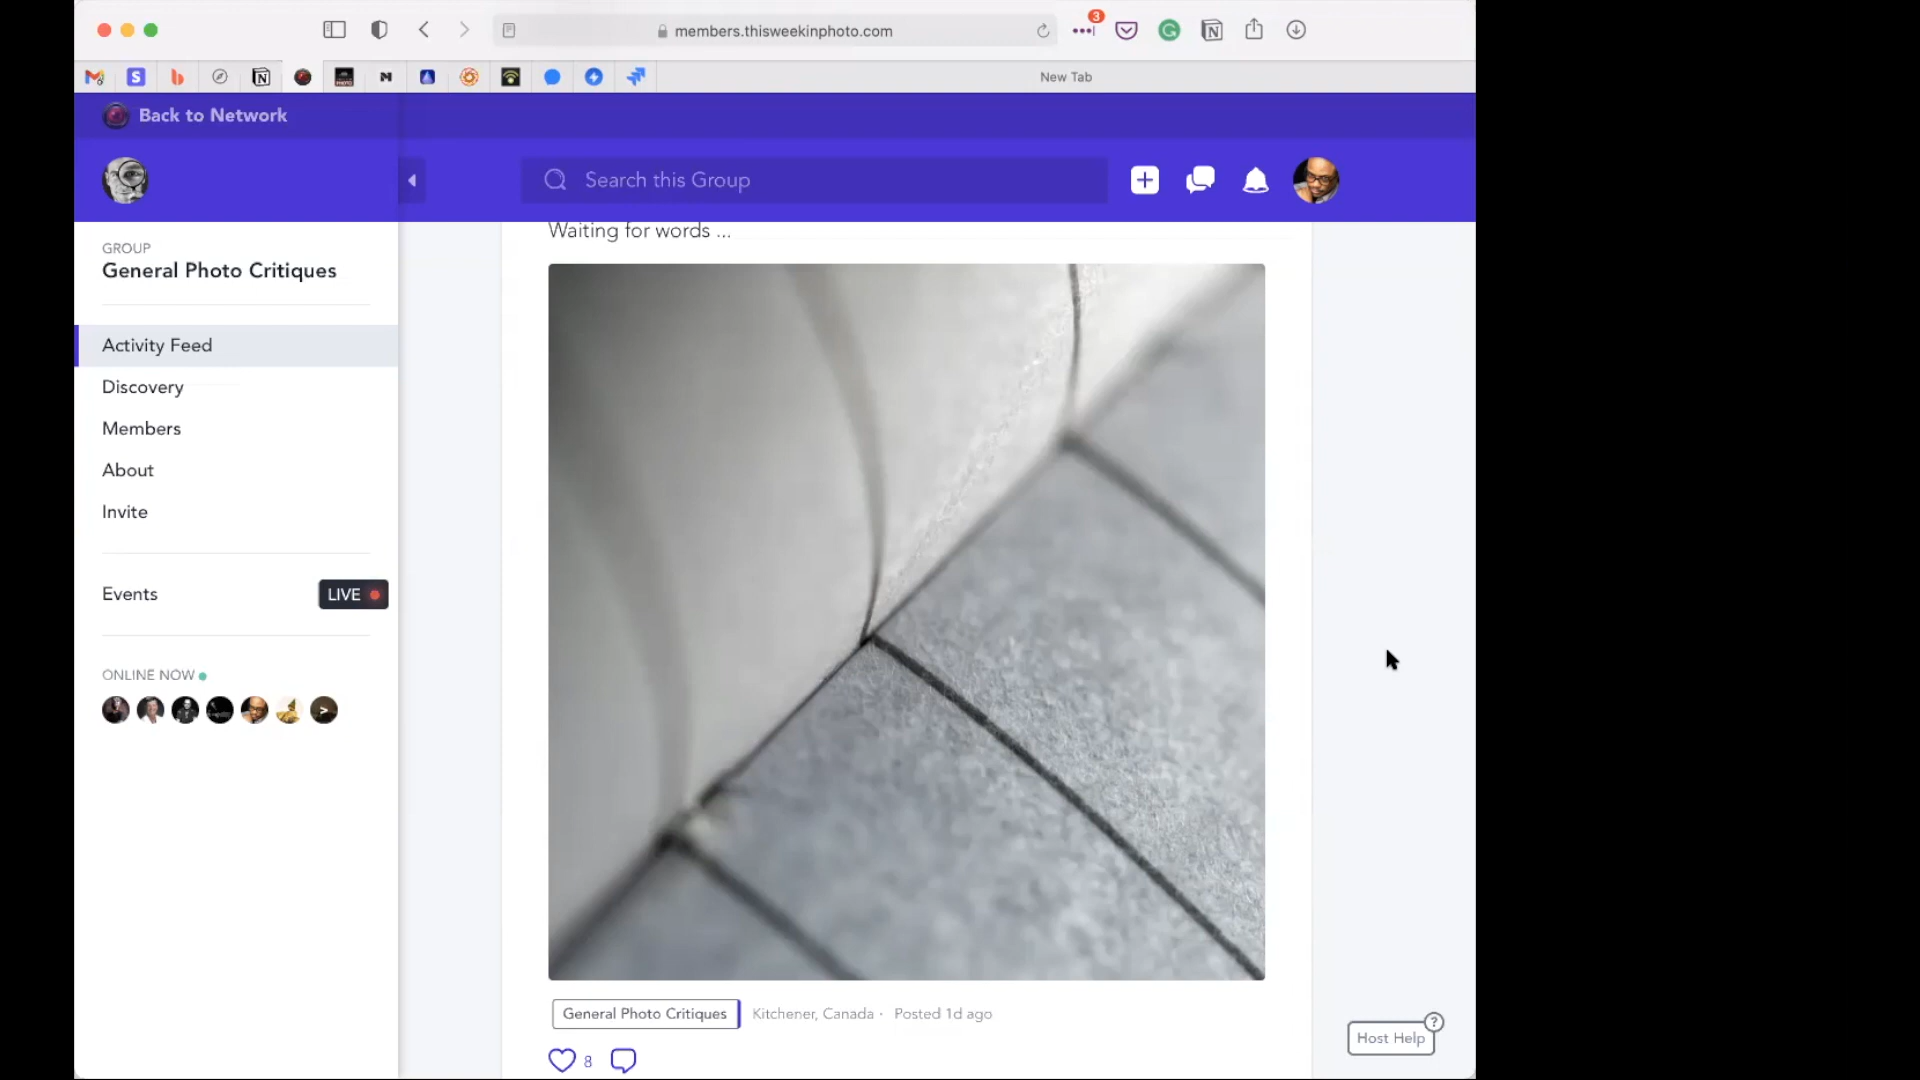 3
members.thisweekinphoto.com
New Tab
Back to Network
Search this Group
GROUP
General Photo Critiques
Activity Feed
Discovery
Members
About
Invite
Events
LIVE
ONLINE NOW
>
Waiting for words ...
General Photo Critiques
Kitchener, Canada · Posted 1d ago
8
?
Host Help